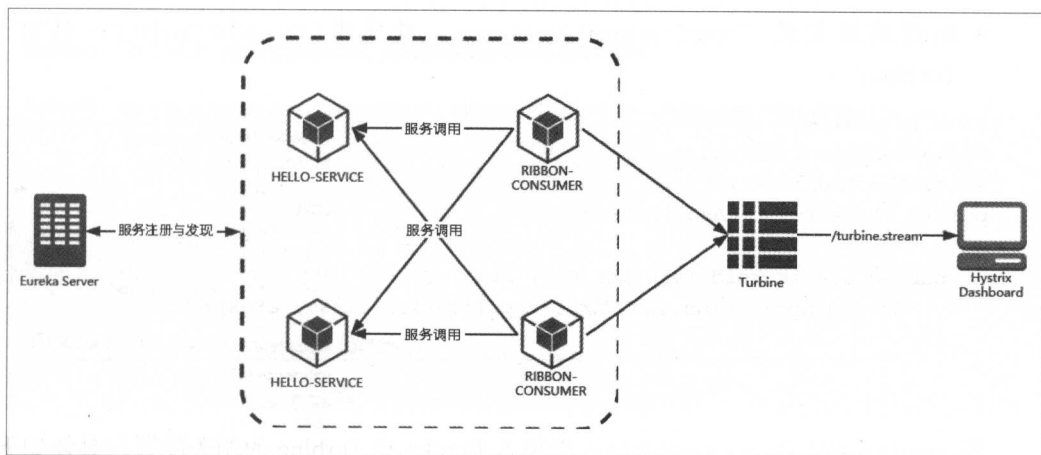 服务调用
HELLO-SERVICE
RIBBON-
CONSUMER
服务注册与发现
服务调用
/turbine.stream
Eureka Server
Turbine
Hystrix
Dashboard
服务调用
HELLO-SERVICE
RIBBON-
CONSUMER